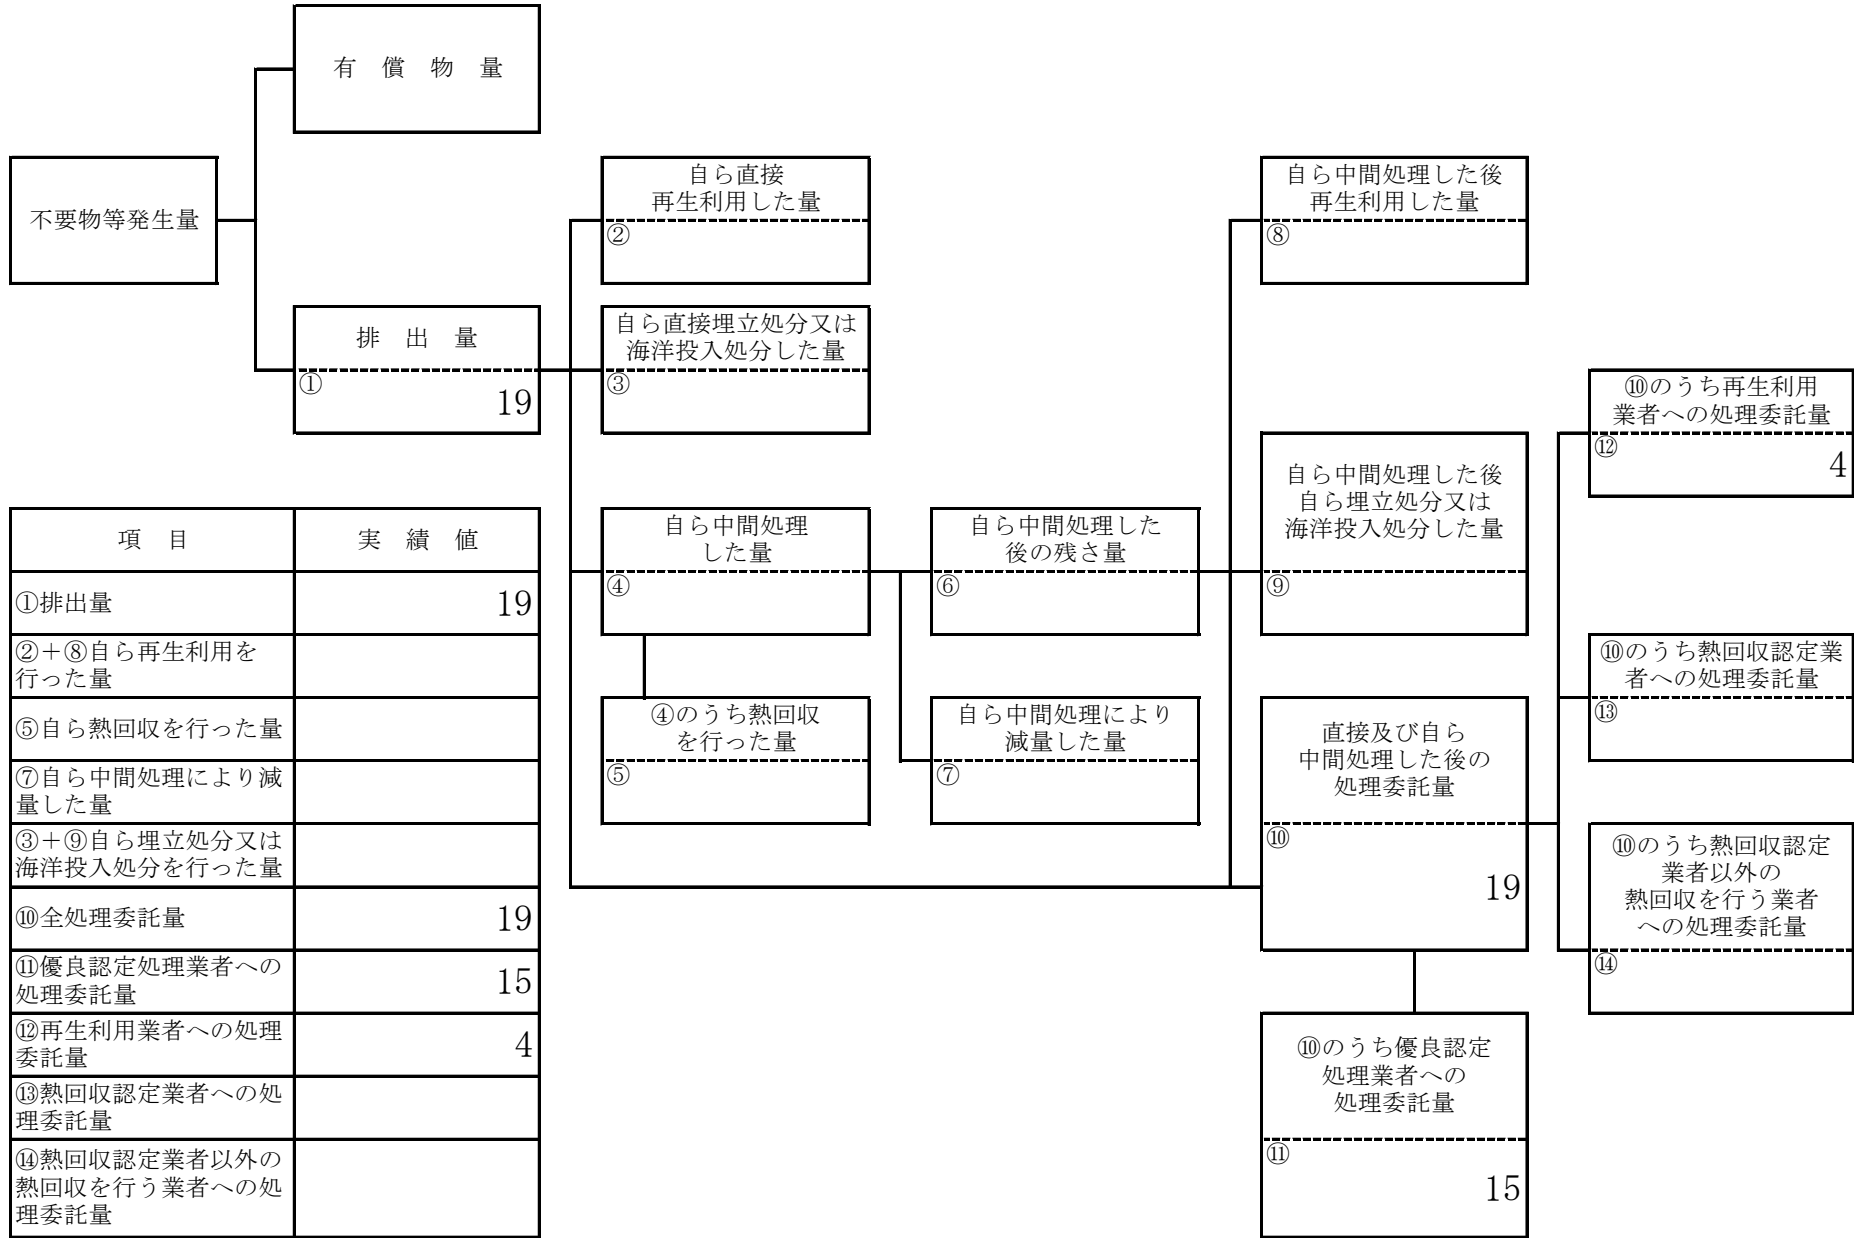 有　償　物　量
不要物等発生量
排　出　量
①
19
自ら直接
再生利用した量
②
自ら直接埋立処分又は
海洋投入処分した量
③
自ら中間処理
した量
④
④のうち熱回収
を行った量
⑤
自ら中間処理した
後の残さ量
⑥
自ら中間処理により
減量した量
⑦
自ら中間処理した後
再生利用した量
⑧
自ら中間処理した後
自ら埋立処分又は
海洋投入処分した量
⑨
直接及び自ら
中間処理した後の
処理委託量
⑩
19
⑩のうち優良認定
処理業者への
処理委託量
⑪
15
⑩のうち再生利用
業者への処理委託量
⑫
4
⑩のうち熱回収認定業
者への処理委託量
⑬
⑩のうち熱回収認定
業者以外の
熱回収を行う業者
への処理委託量
⑭
項　目　実　績　値
①排出量　19
②＋⑧自ら再生利用を
行った量
⑤自ら熱回収を行った量
⑦自ら中間処理により減
量した量
③＋⑨自ら埋立処分又は
海洋投入処分を行った量
⑩全処理委託量　19
⑪優良認定処理業者への
処理委託量　15
⑫再生利用業者への処理
委託量　4
⑬熱回収認定業者への処
理委託量
⑭熱回収認定業者以外の
熱回収を行う業者への処
理委託量